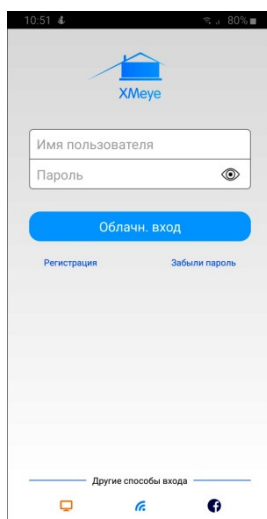 10:51 80%
XMeye
Имя пользователя
Пароль
Облачн. вход
Регистрация Забыли пароль
Другие способы входа